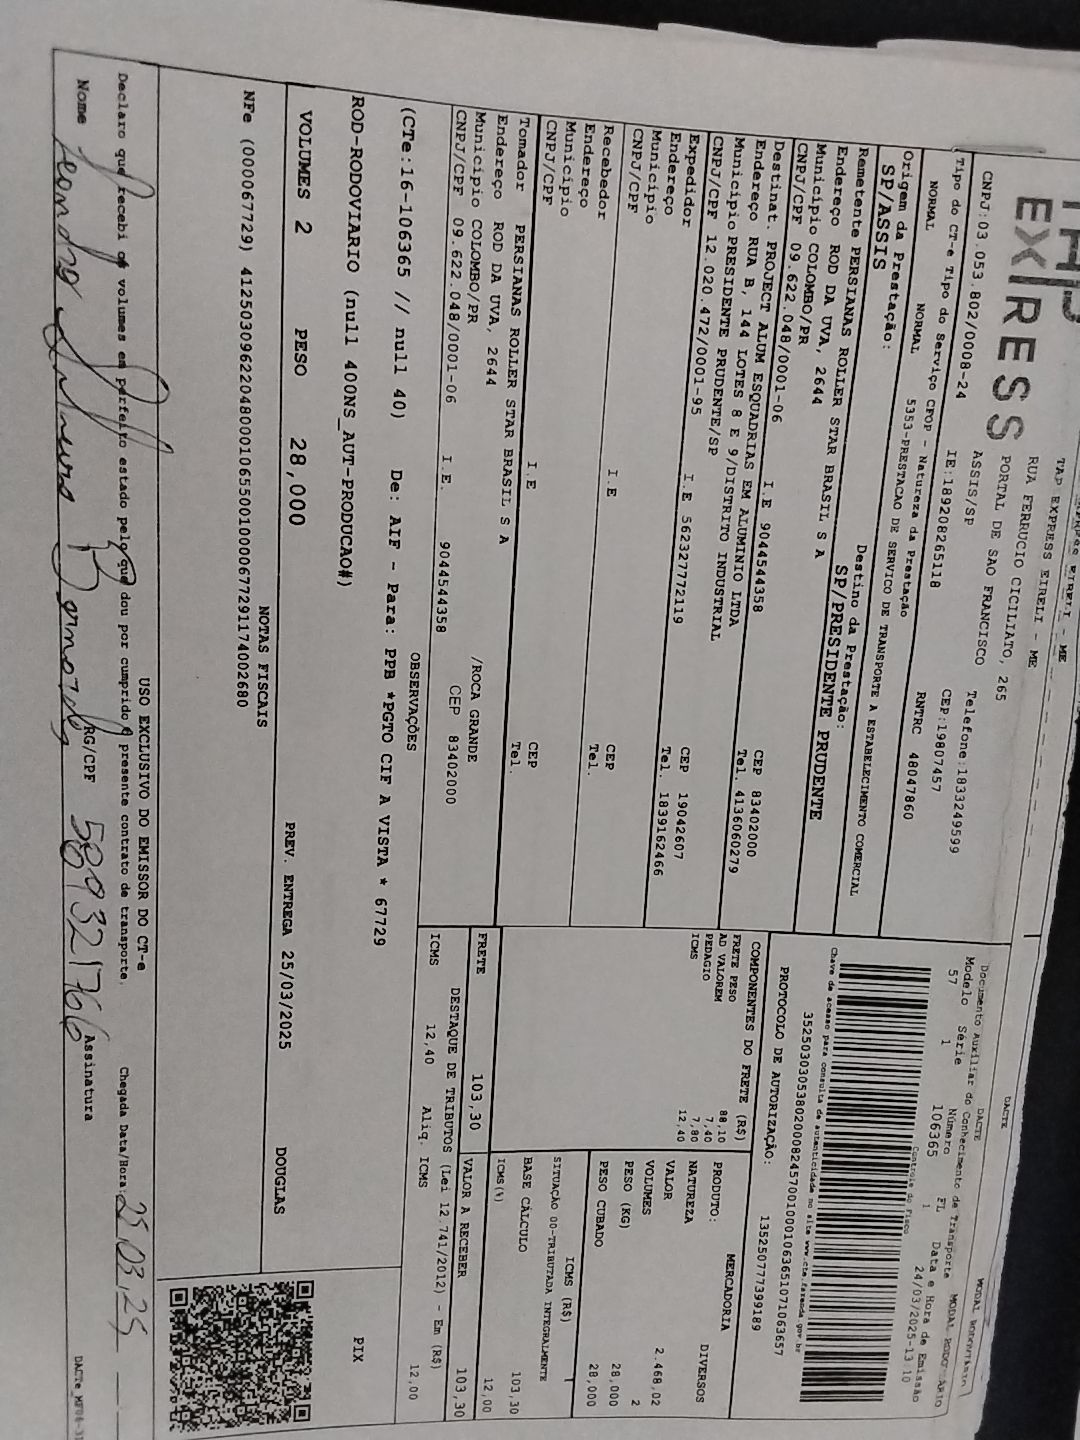 TAP EXPRESS EIRELI - ME
EXPRESS
RUA FERRUCIO CICILIATO, 265
PORTAL DE SAO FRANCISCO
ASSIS/SP
Telefone:1833249599
CNPJ:03.053.802/0008-24
IE:189208265118
CEP:19807457
Tipo do CT-e Tipo do Serviço CFOP - Natureza da Prestação
RNTRC 48047860
NORMAL NORMAL 5353-PRESTACAO DE SERVICO DE TRANSPORTE A ESTABELECIMENTO COMERCIAL
Origem da Prestação: Destino da Prestação:
SP/ASSIS SP/PRESIDENTE PRUDENTE
Remetente PERSIANAS ROLLER STAR BRASIL S A
Endereço ROD DA UVA, 2644
Município COLOMBO/PR CEP 83402000
CNPJ/CPF 09.622.048/0001-06 I.E 9044544358 Tel. 4136060279
Destinat. PROJECT ALUM ESQUADRIAS EM ALUMINIO LTDA
Endereço RUA B, 144 LOTES 8 E 9/DISTRITO INDUSTRIAL
Município PRESIDENTE PRUDENTE/SP CEP 19042607
CNPJ/CPF 12.020.472/0001-95 I.E 562327772119 Tel. 1839162466
Expedidor
Endereço
Município CEP
CNPJ/CPF I.E Tel.
Recebedor
Endereço
Município CEP
CNPJ/CPF I.E Tel.
Tomador PERSIANAS ROLLER STAR BRASIL S A
Endereço ROD DA UVA, 2644 /ROCA GRANDE
Município COLOMBO/PR CEP 83402000
CNPJ/CPF 09.622.048/0001-06 I.E. 9044544358
DACTE MODAL RODOVIÁRIO
DACTE MODAL RODOVIÁRIO
Documento Auxiliar do Conhecimento de Transporte
Modelo Série Número FL Data e Hora de Emissão
57 1 106365 1 24/03/2025-13:10
Controle do Fisco
Chave de acesso para consulta de autenticidade no site www.cte.fazenda.gov.br
PROTOCOLO DE AUTORIZAÇÃO: 135250777399189
COMPONENTES DO FRETE (R$)
FRETE PESO 88,10
AD VALOREM 7,40
PEDAGIO 7,80
ICMS 12,40
PRODUTO: MERCADORIA
NATUREZA DIVERSOS
VALOR 2.468,02
VOLUMES 2
PESO (KG) 28,000
PESO CUBADO 28,000
ICMS (R$)
SITUAÇÃO 00-TRIBUTADA INTEGRALMENTE
BASE CÁLCULO 103,30
ICMS(%) 12,00
FRETE 103,30 VALOR A RECEBER 103,30
DESTAQUE DE TRIBUTOS (Lei 12.741/2012) - Em (R$)
ICMS 12,40 Aliq. ICMS 12,00
OBSERVAÇÕES
(CTe:16-106365 // null 40) De: AIF - Para: PPB *PGTO CIF A VISTA * 67729
ROD-RODOVIARIO (null 400NS_AUT-PRODUCAO#)
PIX
VOLUMES 2 PESO 28,000 PREV. ENTREGA 25/03/2025 DOUGLAS
NOTAS FISCAIS
NFe (000067729) 41250309622048000106550010000677291174002680
USO EXCLUSIVO DO EMISSOR DO CT-e
Declaro que recebi os volumes em perfeito estado pelo que dou por cumprido o presente contrato de transporte. Chegada Data/Hora: 25.03.25
Nome RG/CPF 589321766 Assinatura